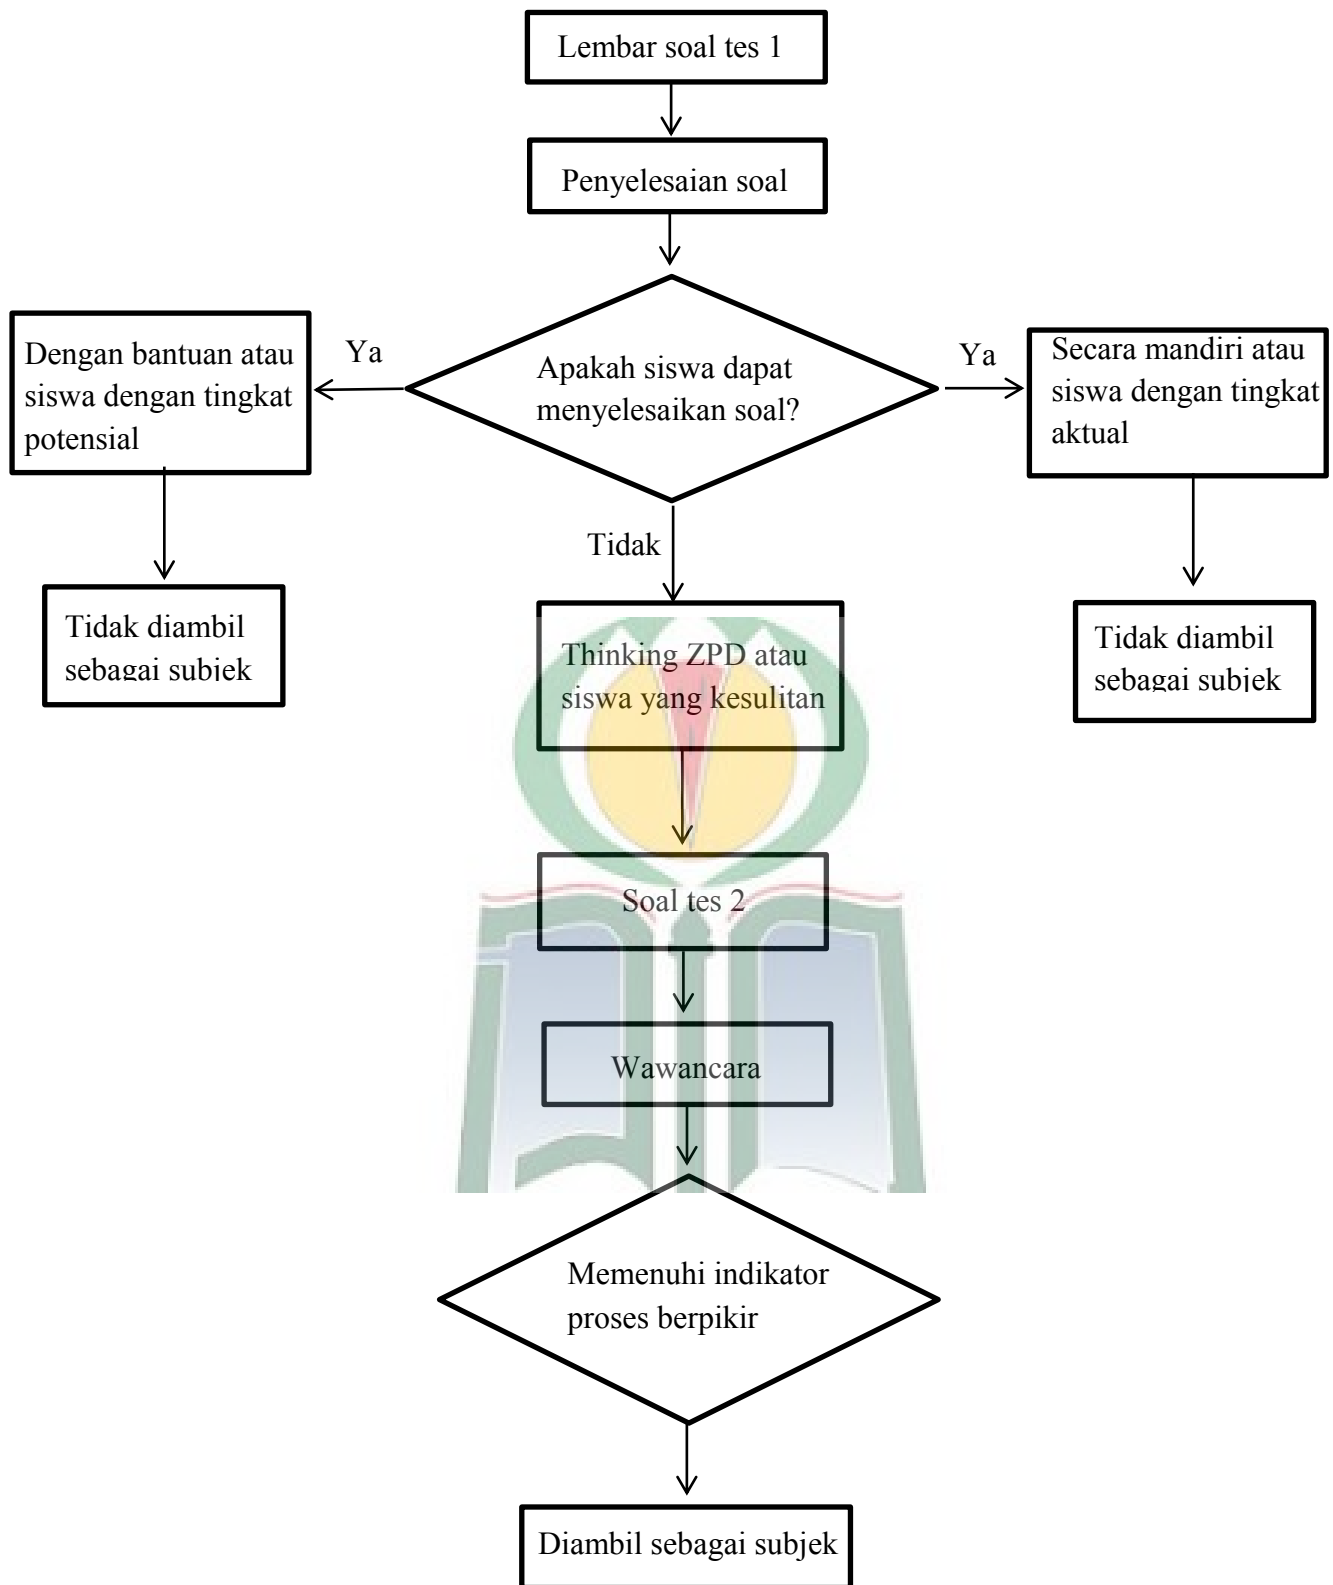 Lembar soal tes 1
Penyelesaian soal
Apakah siswa dapat
menyelesaikan soal?
Ya
Dengan bantuan atau
siswa dengan tingkat
potensial
Tidak diambil
sebagai subjek
Ya
Secara mandiri atau
siswa dengan tingkat
aktual
Tidak diambil
sebagai subjek
Tidak
Thinking ZPD atau
siswa yang kesulitan
Soal tes 2
Wawancara
Memenuhi indikator
proses berpikir
Diambil sebagai subjek